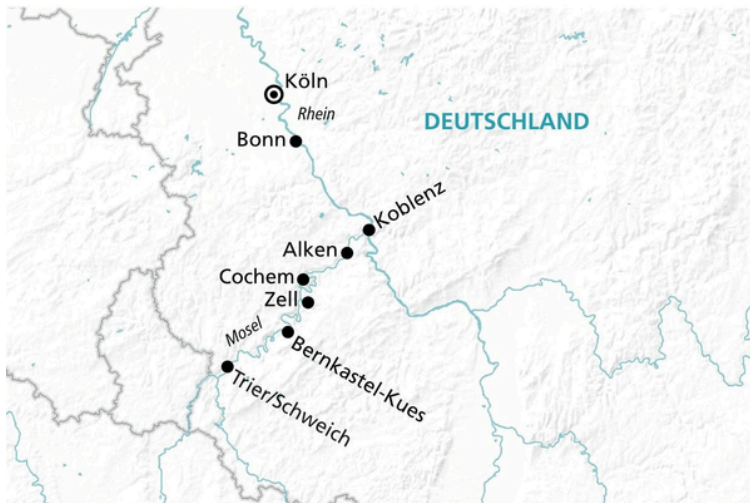 Köln
Rhein
DEUTSCHLAND
Bonn
Koblenz
Alken
Cochem
Zell
Mosel
Bernkastel-Kues
Trier/Schweich